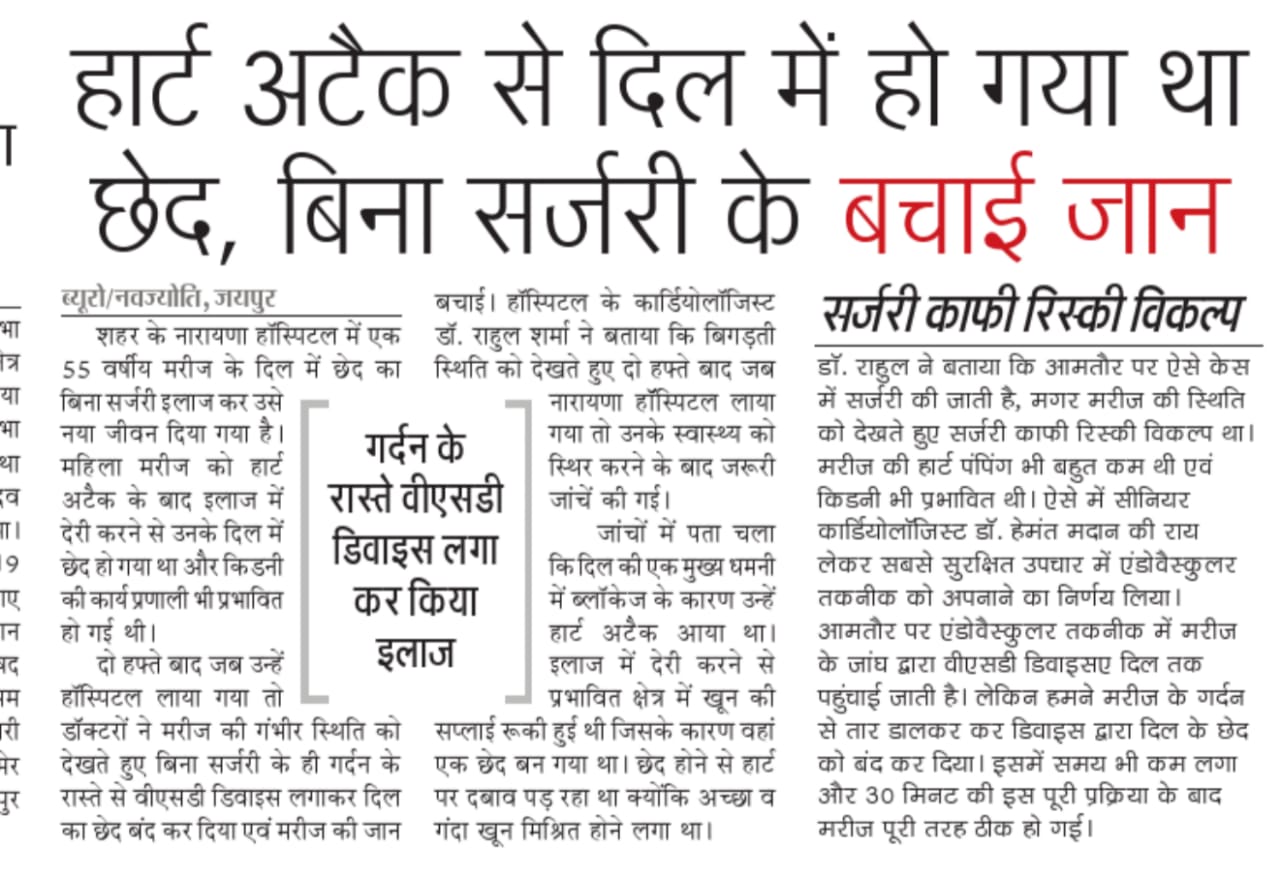 हार्ट अटैक से दिल में हो गया था
छेद, बिना सर्जरी के बचाई जान
ब्यूरो/नवज्योति, जयपुर
शहर के नारायणा हॉस्पिटल में एक
55 वर्षीय मरीज के दिल में छेद का
बिना सर्जरी इलाज कर उसे
नया जीवन दिया गया है।
महिला मरीज को हार्ट
अटैक के बाद इलाज में
देरी करने से उनके दिल में
छेद हो गया था और किडनी
की कार्य प्रणाली भी प्रभावित
हो गई थी।
दो हफ्ते बाद जब उन्हें
हॉस्पिटल लाया गया तो
डॉक्टरों ने मरीज की गंभीर स्थिति को
देखते हुए बिना सर्जरी के ही गर्दन के
रास्ते से वीएसडी डिवाइस लगाकर दिल
का छेद बंद कर दिया एवं मरीज की जान
गर्दन के
रास्ते वीएसडी
डिवाइस लगा
कर किया
इलाज
बचाई। हॉस्पिटल के कार्डियोलॉजिस्ट
डॉ. राहुल शर्मा ने बताया कि बिगड़ती
स्थिति को देखते हुए दो हफ्ते बाद जब
नारायणा हॉस्पिटल लाया
गया तो उनके स्वास्थ्य को
स्थिर करने के बाद जरूरी
जांचें की गई।
जांचों में पता चला
कि दिल की एक मुख्य धमनी
में ब्लॉकेज के कारण उन्हें
हार्ट अटैक आया था।
इलाज में देरी करने से
प्रभावित क्षेत्र में खून की
सप्लाई रूकी हुई थी जिसके कारण वहां
एक छेद बन गया था। छेद होने से हार्ट
पर दबाव पड़ रहा था क्योंकि अच्छा व
गंदा खून मिश्रित होने लगा था।
सर्जरी काफी रिस्की विकल्प
डॉ. राहुल ने बताया कि आमतौर पर ऐसे केस
में सर्जरी की जाती है, मगर मरीज की स्थिति
को देखते हुए सर्जरी काफी रिस्की विकल्प था।
मरीज की हार्ट पंपिंग भी बहुत कम थी एवं
किडनी भी प्रभावित थी। ऐसे में सीनियर
कार्डियोलॉजिस्ट डॉ. हेमंत मदान की राय
लेकर सबसे सुरक्षित उपचार में एंडोवैस्कुलर
तकनीक को अपनाने का निर्णय लिया।
आमतौर पर एंडोवैस्कुलर तकनीक में मरीज
के जांघ द्वारा वीएसडी डिवाइसए दिल तक
पहुंचाई जाती है। लेकिन हमने मरीज के गर्दन
से तार डालकर कर डिवाइस द्वारा दिल के छेद
को बंद कर दिया। इसमें समय भी कम लगा
और 30 मिनट की इस पूरी प्रक्रिया के बाद
मरीज पूरी तरह ठीक हो गई।